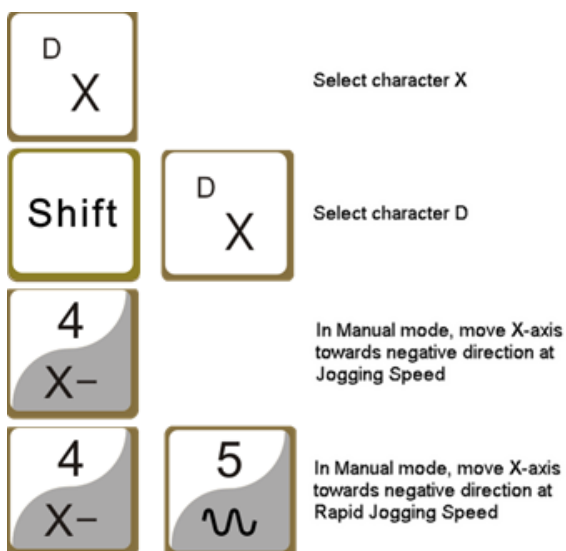 D
X
Select character X
Shift
D
X
Select character D
4
X−
In Manual mode, move X-axis
towards negative direction at
Jogging Speed
4
X−
5
In Manual mode, move X-axis
towards negative direction at
Rapid Jogging Speed